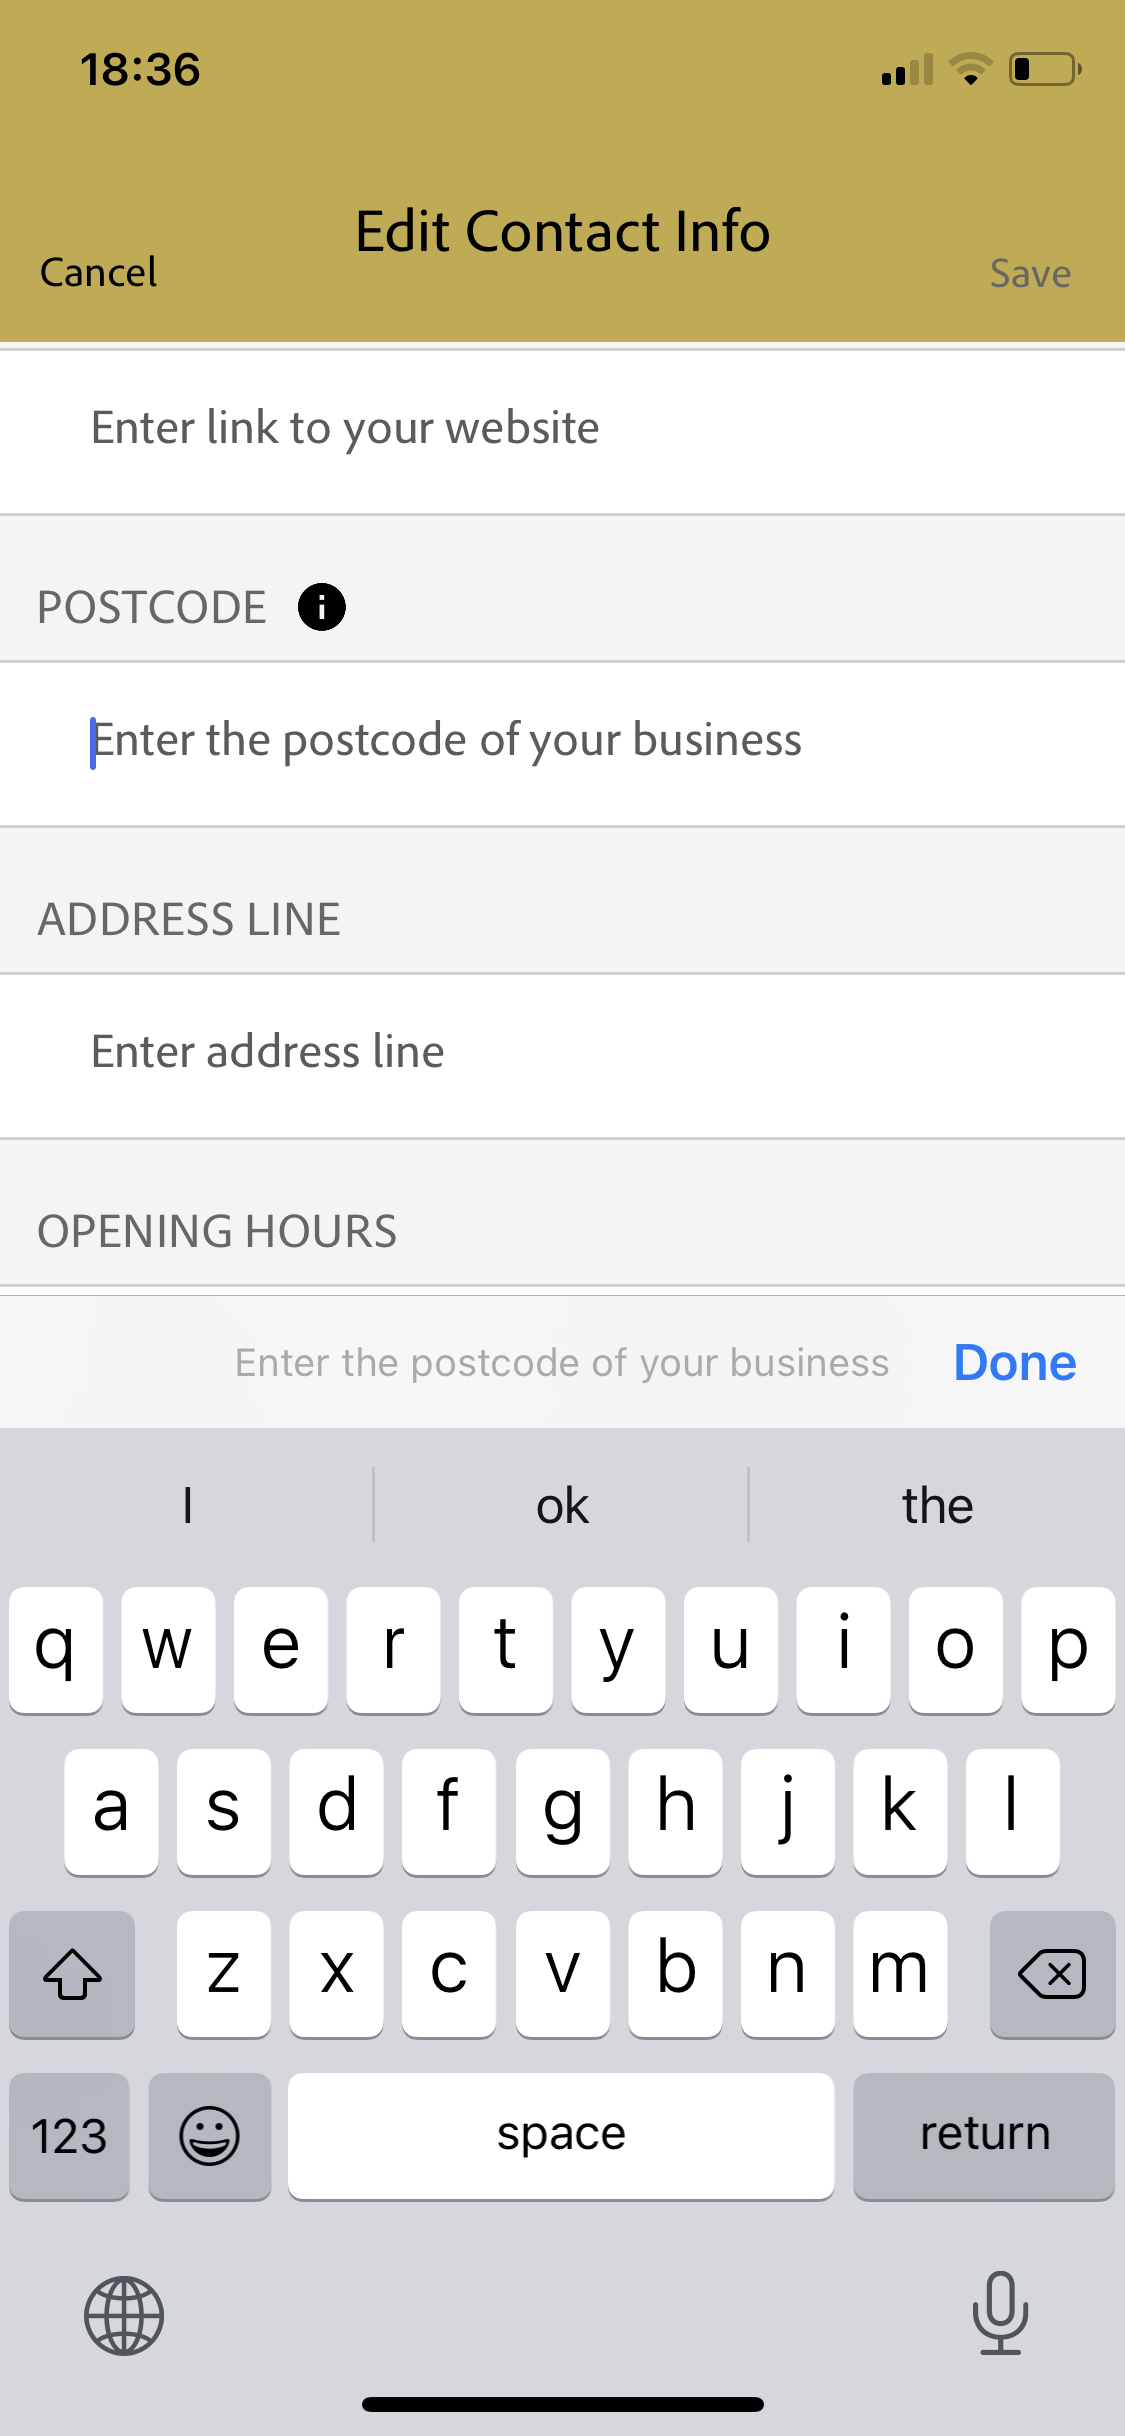 18:36
Edit Contact Info
Cancel
Save
Enter link to your website
POSTCODE i
Enter the postcode of your business
ADDRESS LINE
Enter address line
OPENING HOURS
Enter the postcode of your business Done
I ok the
q w e r t y u i o p
a s d f g h j k l
z x c v b n m
123 space return